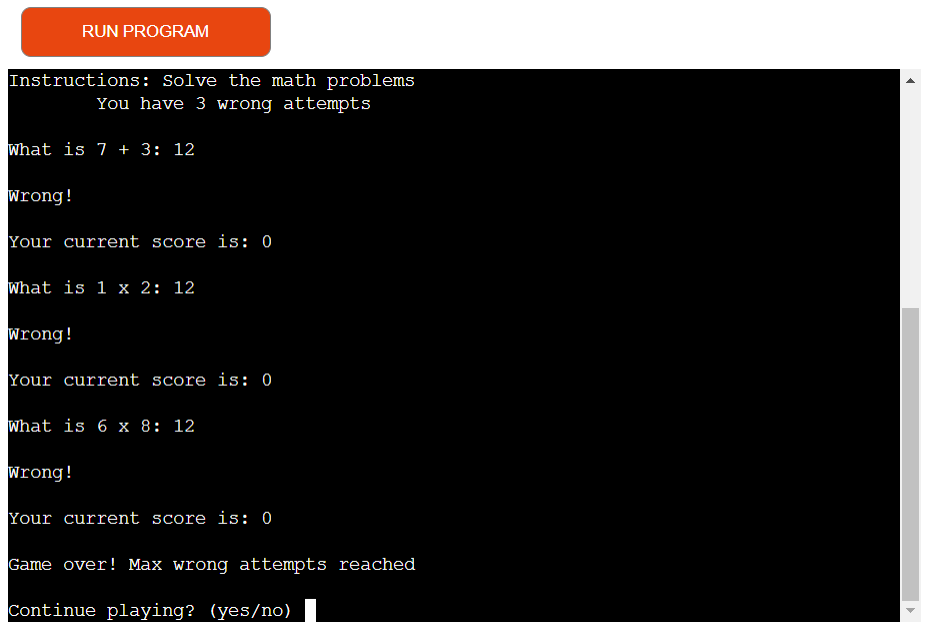 RUN PROGRAM
Instructions: Solve the math problems
You have 3 wrong attempts
What is 7 + 3: 12
Wrong!
Your current score is: 0
What is 1 x 2: 12
Wrong!
Your current score is: 0
What is 6 x 8: 12
Wrong!
Your current score is: 0
Game over! Max wrong attempts reached
Continue playing? (yes/no)